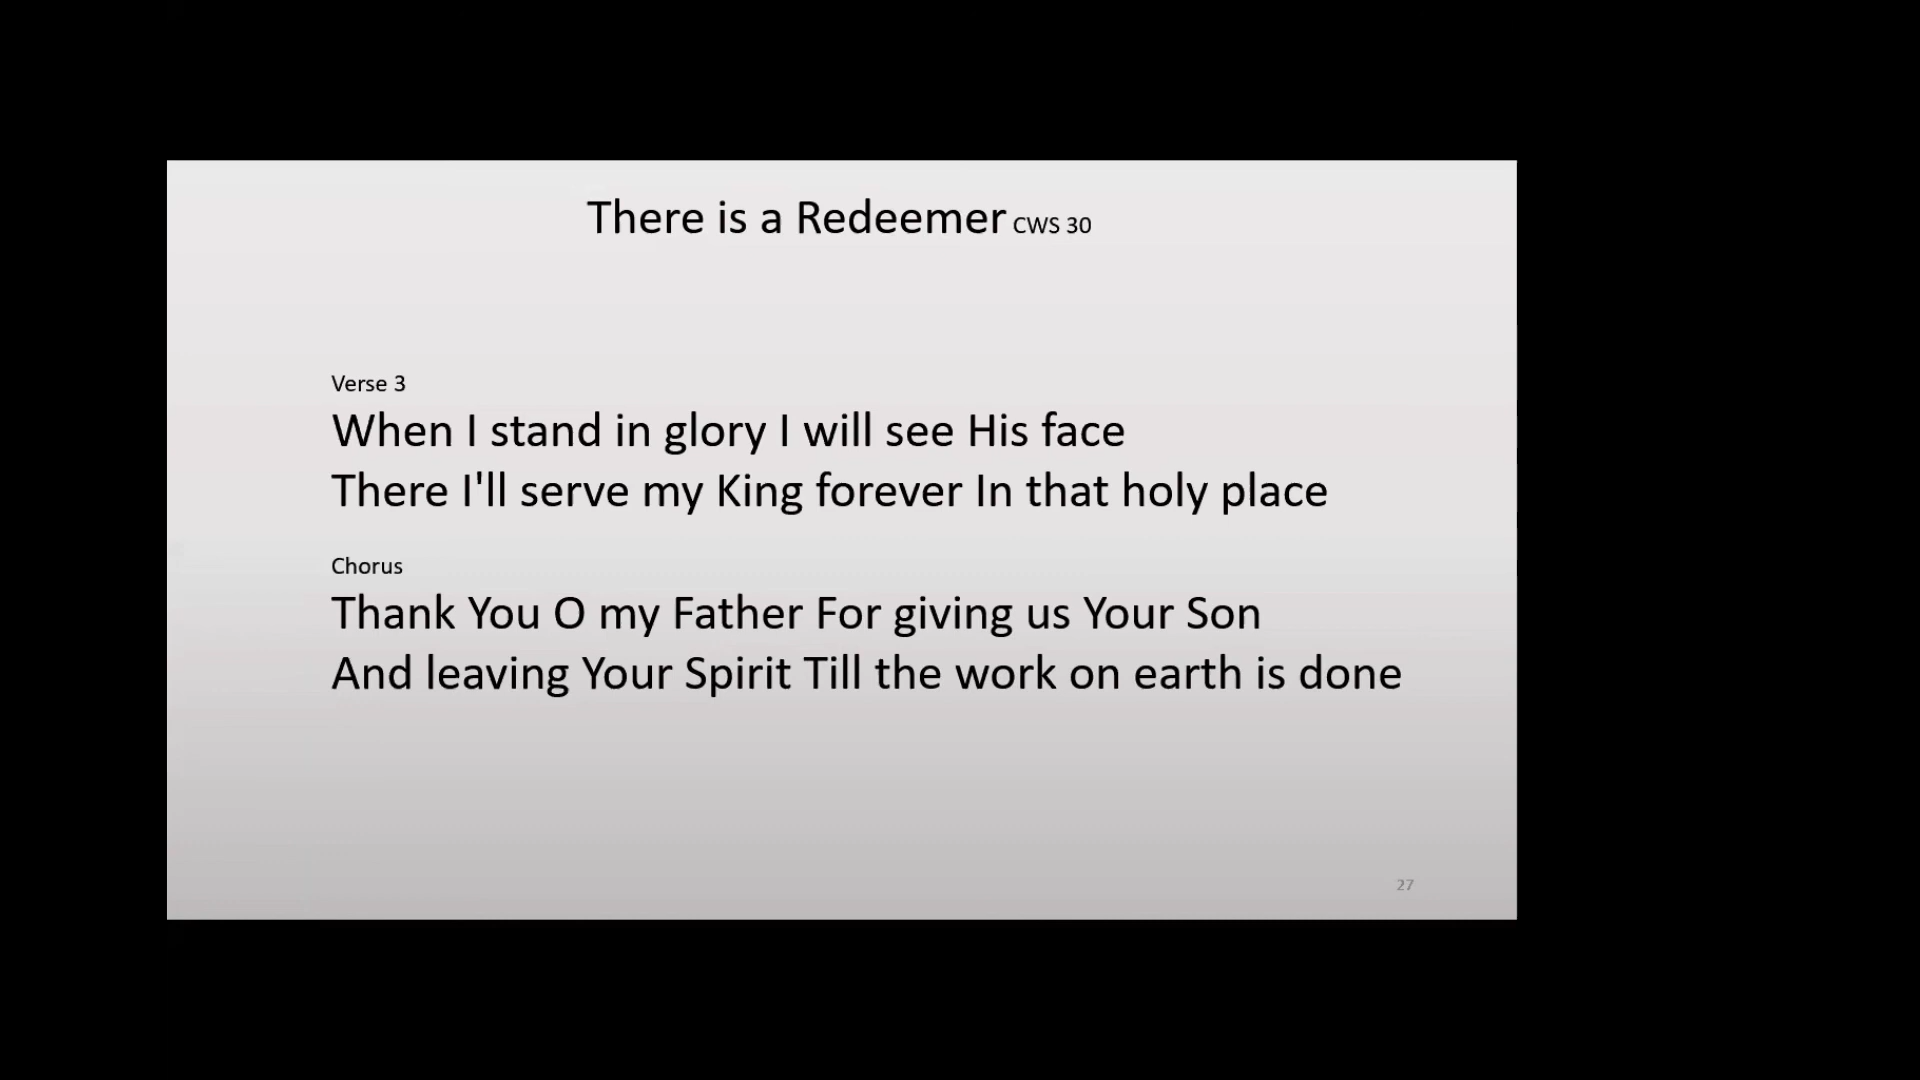 There is a Redeemer CWS 30
Verse 3
When I stand in glory I will see His face
There I'll serve my King forever In that holy place
Chorus
Thank You O my Father For giving us Your Son
And leaving Your Spirit Till the work on earth is done
27